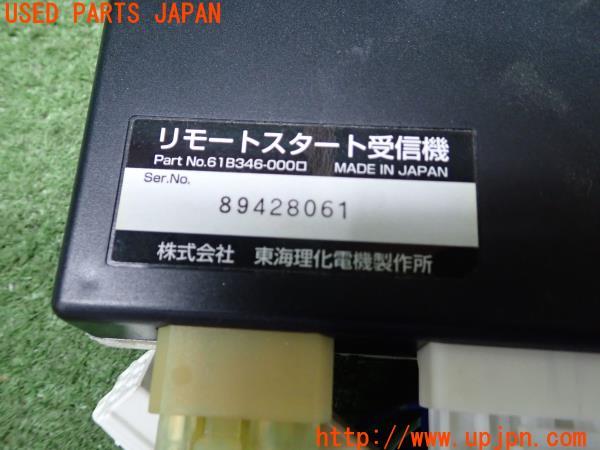 USED PARTS JAPAN
リモートスタート受信機
Part No.61B346-000□ MADE IN JAPAN
Ser.No.
89428061
株式会社 東海理化電機製作所
http://www.upjpn.com